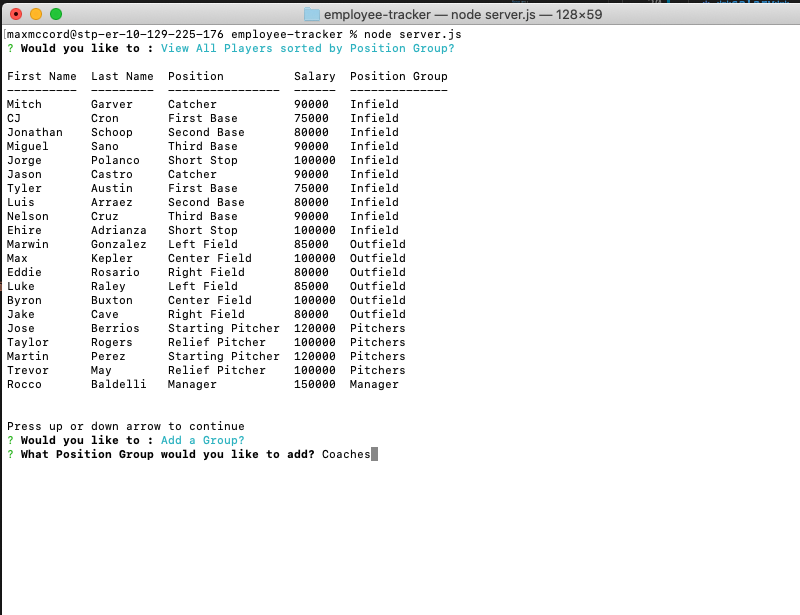 employee-tracker — node server.js — 128×59
[maxmccord@stp-er-10-129-225-176 employee-tracker % node server.js
? Would you like to : View All Players sorted by Position Group?
First Name  Last Name  Position          Salary  Position Group
----------  ---------  ----------------  ------  --------------
Mitch       Garver     Catcher           90000   Infield
CJ          Cron       First Base        75000   Infield
Jonathan    Schoop     Second Base       80000   Infield
Miguel      Sano       Third Base        90000   Infield
Jorge       Polanco    Short Stop        100000  Infield
Jason       Castro     Catcher           90000   Infield
Tyler       Austin     First Base        75000   Infield
Luis        Arraez     Second Base       80000   Infield
Nelson      Cruz       Third Base        90000   Infield
Ehire       Adrianza   Short Stop        100000  Infield
Marwin      Gonzalez   Left Field        85000   Outfield
Max         Kepler     Center Field      100000  Outfield
Eddie       Rosario    Right Field       80000   Outfield
Luke        Raley      Left Field        85000   Outfield
Byron       Buxton     Center Field      100000  Outfield
Jake        Cave       Right Field       80000   Outfield
Jose        Berrios    Starting Pitcher  120000  Pitchers
Taylor      Rogers     Relief Pitcher    100000  Pitchers
Martin      Perez      Starting Pitcher  120000  Pitchers
Trevor      May        Relief Pitcher    100000  Pitchers
Rocco       Baldelli   Manager           150000  Manager
Press up or down arrow to continue
? Would you like to : Add a Group?
? What Position Group would you like to add? Coaches